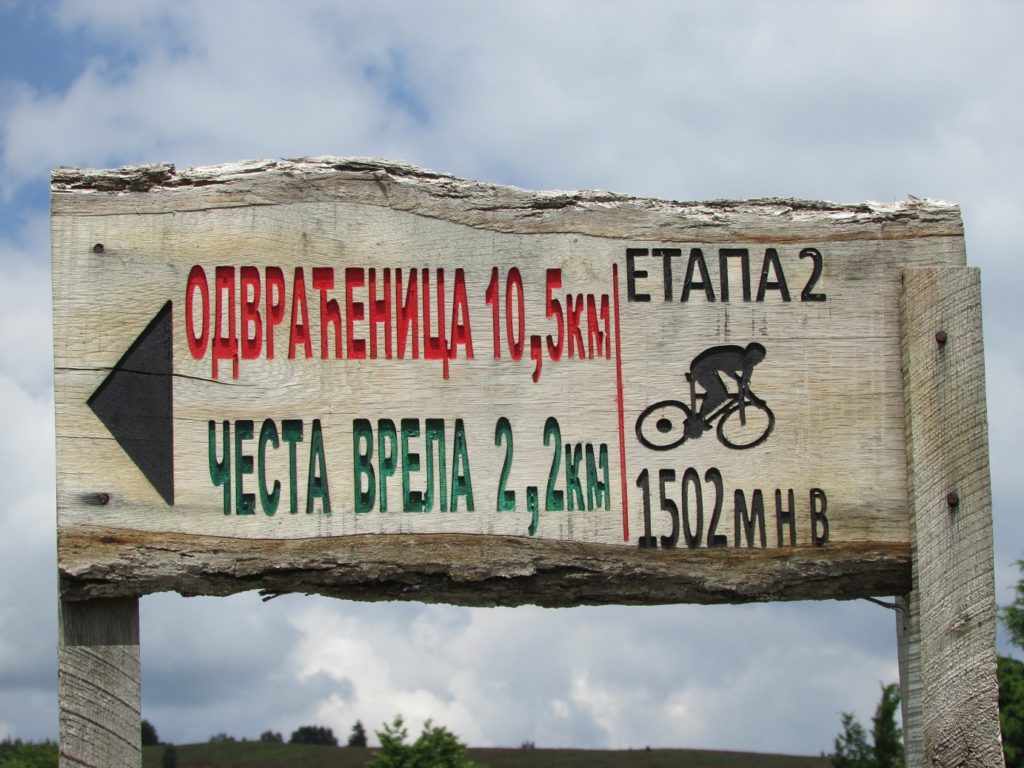 ОДВРАЋЕНИЦА 10,5КМ
ЧЕСТА ВРЕЛА 2,2КМ
ЕТАПА 2
1502 М Н В